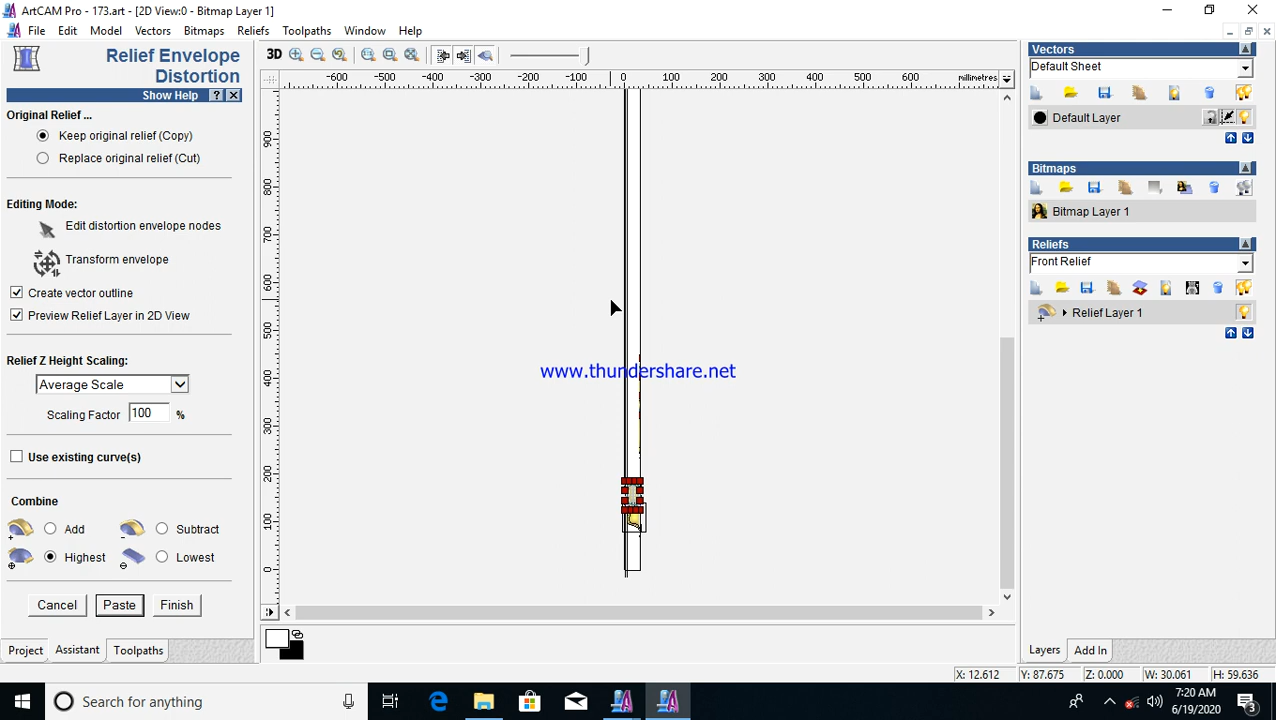 ArtCAM Pro - 173.art - [2D View:0 - Bitmap Layer 1]
File Edit Models Vectors Bitmaps Reliefs Toolpaths Window Help
Relief Envelope
Distortion
Show Help ?
Original Relief ...
Keep original relief (Copy)
Replace original relief (Cut)
Editing Mode:
Edit distortion envelope nodes
Transform envelope
Create vector outline
Preview Relief Layer in 2D View
Relief Z Height Scaling:
Average Scale
Scaling Factor 100 %
Use existing curve(s)
Combine
Add Subtract
Highest Lowest
Cancel Paste Finish
Project Assistant Toolpaths
3D
-600 -500 -400 -300 -200 -100 0 100 200 300 400 500 600 millimetres
900
800
700
600
500
400
300
200
100
0
www.thundershare.net
Vectors
Default Sheet
Default Layer
Bitmaps
Bitmap Layer 1
Reliefs
Front Relief
Relief Layer 1
Layers Add In
X: 12.612 Y: 87.675 Z: 0.000 W: 30.061 H: 59.636
Search for anything
7:20 AM
6/19/2020
3